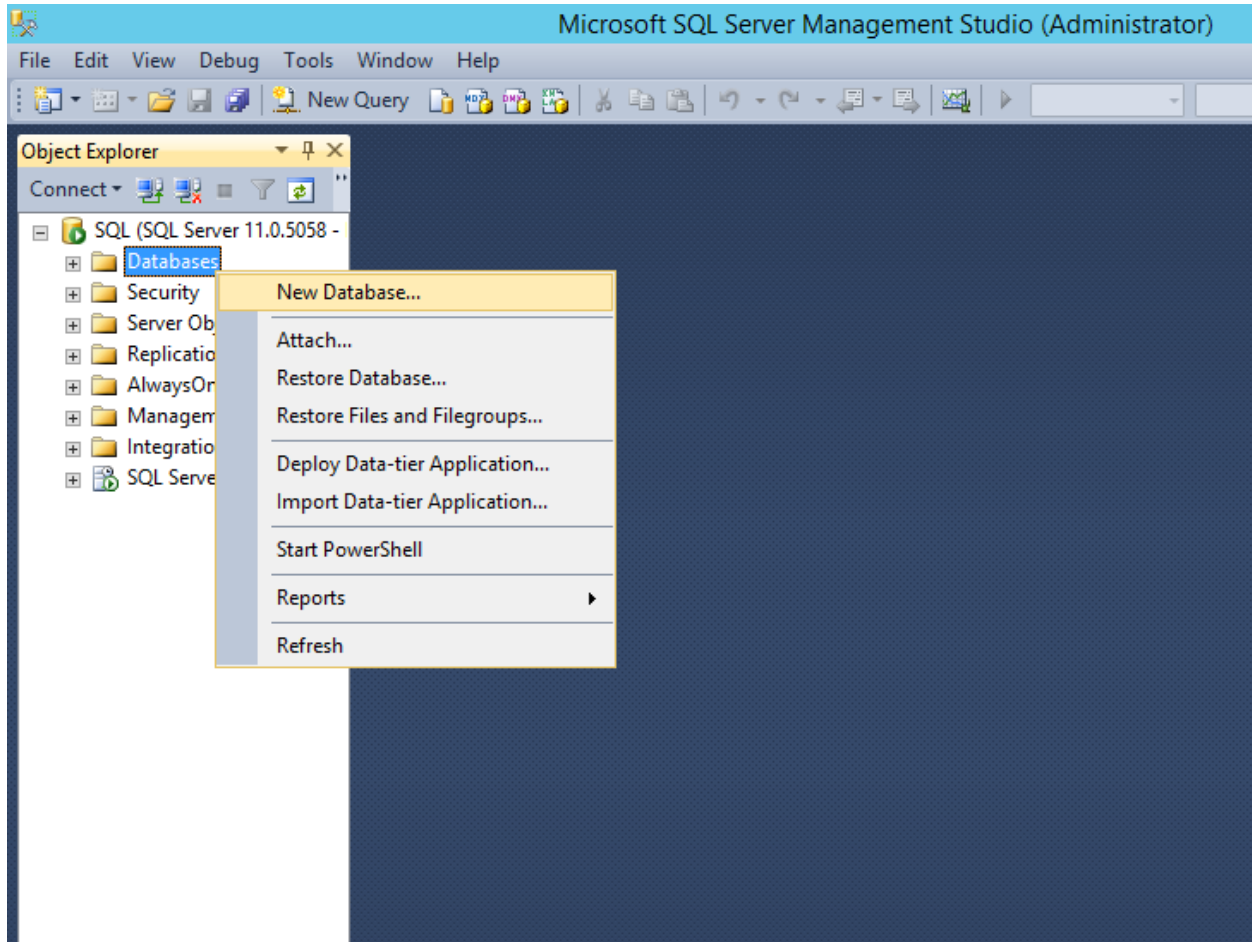 Microsoft SQL Server Management Studio (Administrator)
File Edit View Debug Tools Window Help
New Query
Object Explorer
Connect
SQL (SQL Server 11.0.5058 -
Databases
Security
Server Ob
Replicatio
AlwaysOn
Managem
Integratio
SQL Serve
New Database...
Attach...
Restore Database...
Restore Files and Filegroups...
Deploy Data-tier Application...
Import Data-tier Application...
Start PowerShell
Reports
Refresh